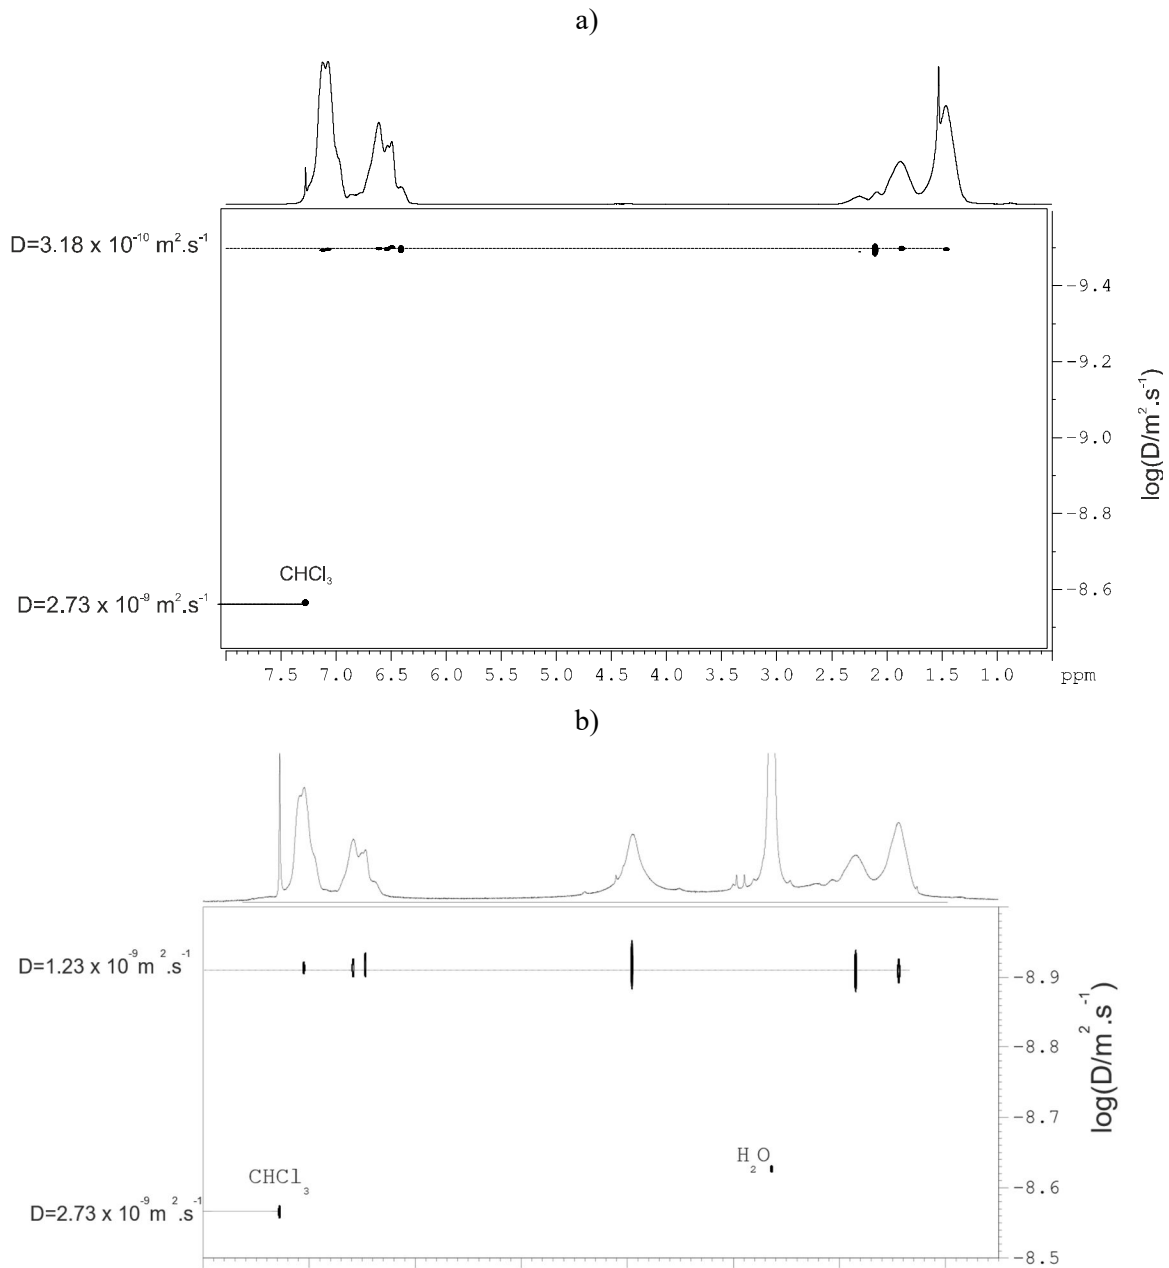 a)
D=3.18 x 10⁻¹⁰ m².s⁻¹
-9.4
-9.2
-9.0
-8.8
-8.6
log(D/m².s⁻¹)
CHCl₃
D=2.73 x 10⁻⁹ m².s⁻¹
7.5 7.0 6.5 6.0 5.5 5.0 4.5 4.0 3.5 3.0 2.5 2.0 1.5 1.0 ppm
b)
D=1.23 x 10⁻⁹ m².s⁻¹
-8.9
-8.8
-8.7
-8.6
-8.5
log(D/m².s⁻¹)
H₂O
CHCl₃
D=2.73 x 10⁻⁹ m².s⁻¹